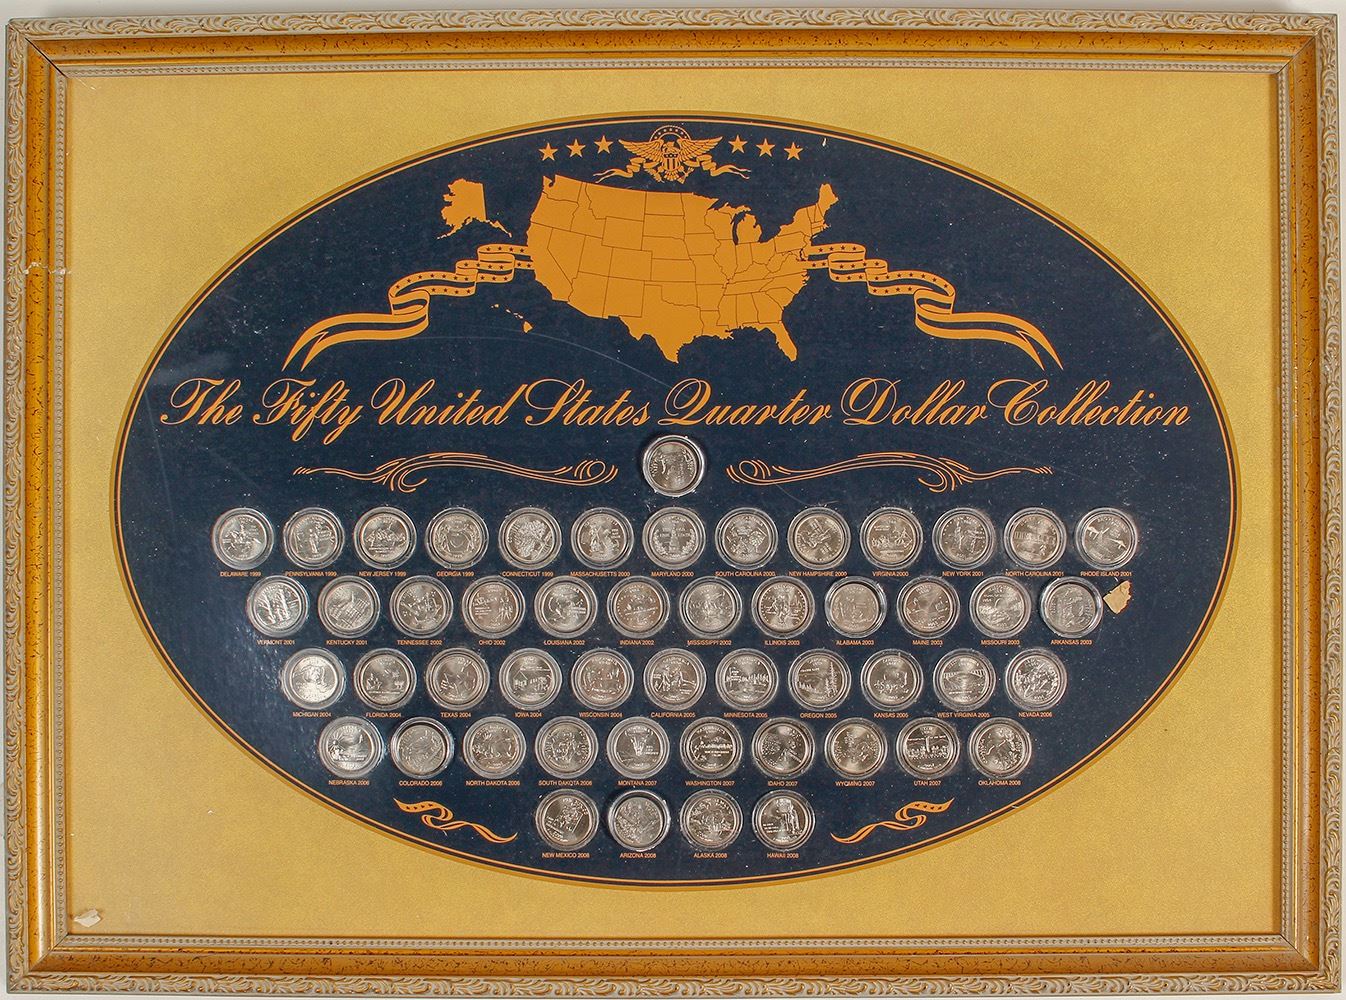 The Fifty United States Quarter Dollar Collection
DELAWARE 1999 PENNSYLVANIA 1999 NEW JERSEY 1999 GEORGIA 1999 CONNECTICUT 1999 MASSACHUSETTS 2000 MARYLAND 2000 SOUTH CAROLINA 2000 NEW HAMPSHIRE 2000 VIRGINIA 2000 NEW YORK 2001 NORTH CAROLINA 2001 RHODE ISLAND 2001
VERMONT 2001 KENTUCKY 2001 TENNESSEE 2002 OHIO 2002 LOUISIANA 2002 INDIANA 2002 MISSISSIPPI 2002 ILLINOIS 2003 ALABAMA 2003 MAINE 2003 MISSOURI 2003 ARKANSAS 2003
MICHIGAN 2004 FLORIDA 2004 TEXAS 2004 IOWA 2004 WISCONSIN 2004 CALIFORNIA 2005 MINNESOTA 2005 OREGON 2005 KANSAS 2005 WEST VIRGINIA 2005 NEVADA 2006
NEBRASKA 2006 COLORADO 2006 NORTH DAKOTA 2006 SOUTH DAKOTA 2006 MONTANA 2007 WASHINGTON 2007 IDAHO 2007 WYOMING 2007 UTAH 2007 OKLAHOMA 2008
NEW MEXICO 2008 ARIZONA 2008 ALASKA 2008 HAWAII 2008